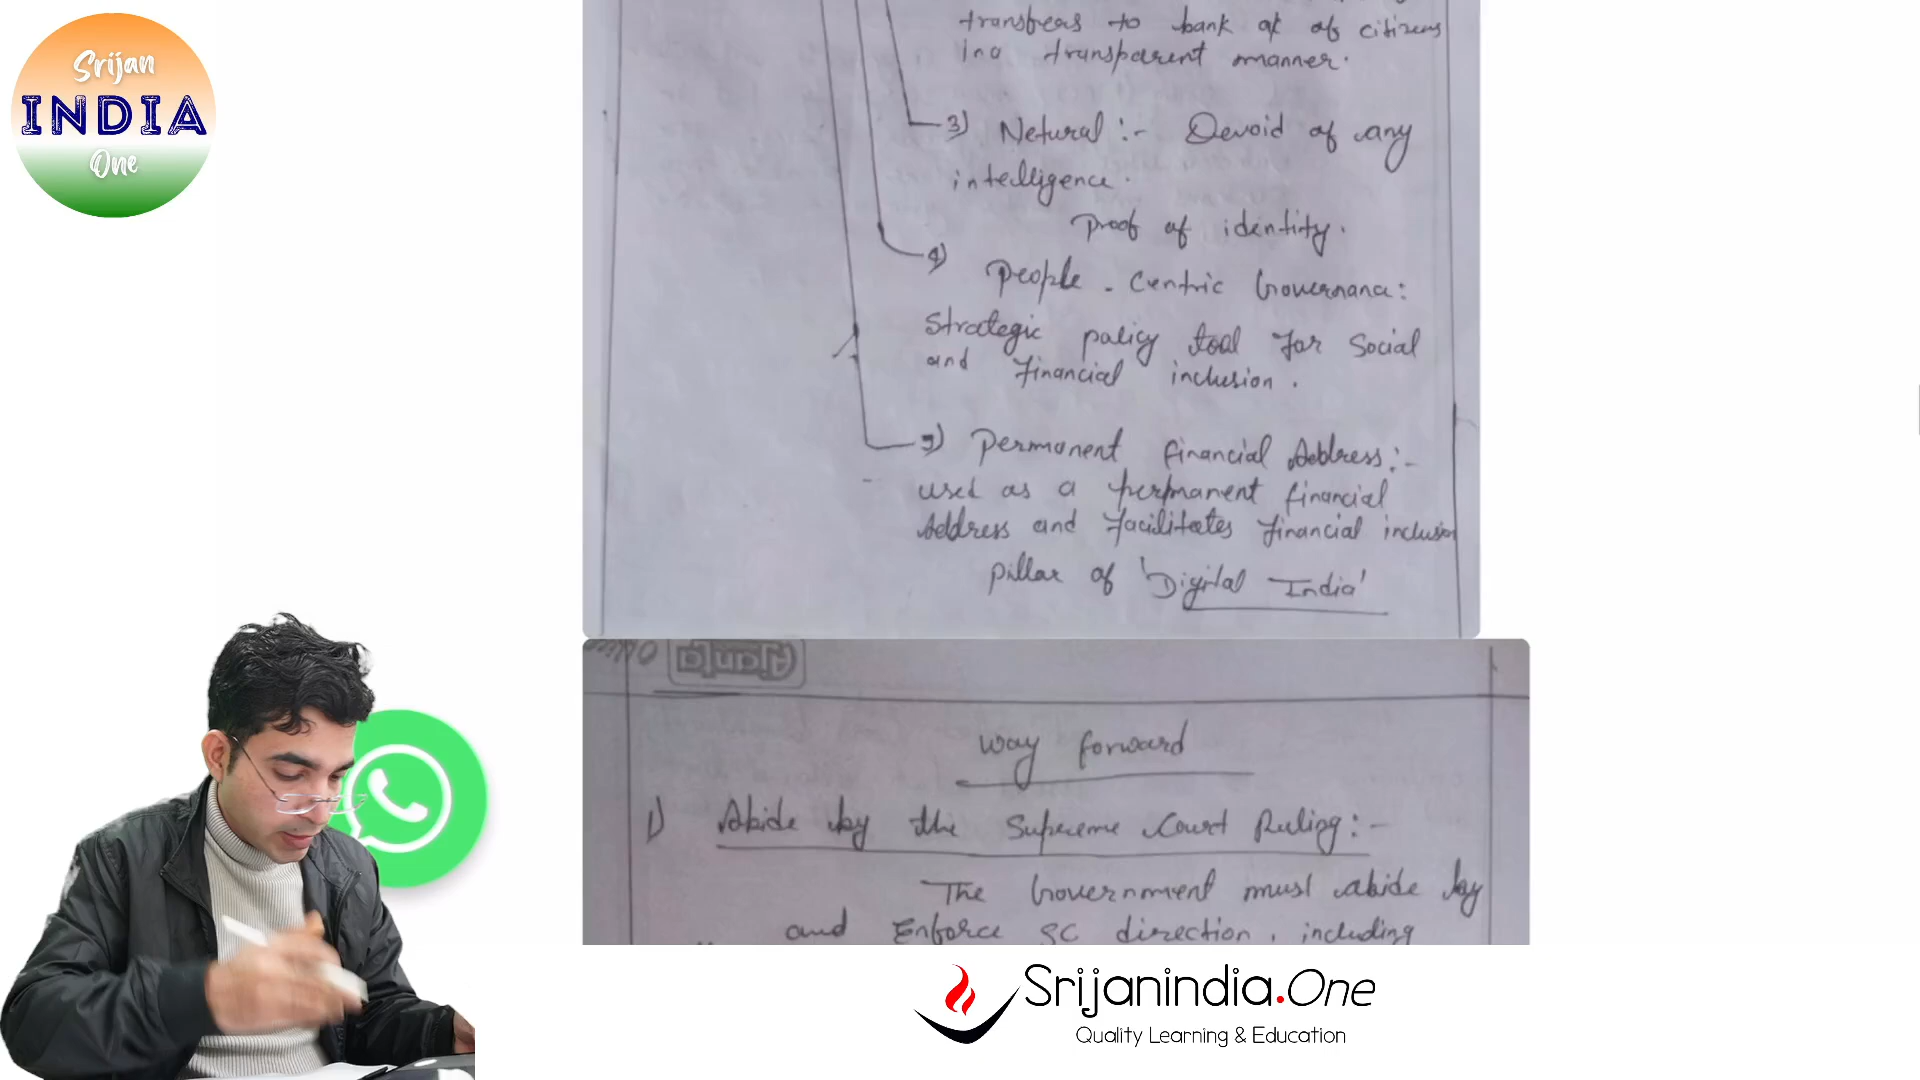 Srijan
INDIA
One
transfers to bank of citizens
in a transparent manner.
3) Netural :- Devoid of any
intelligence.
Proof of identity.
4)
People - Centric Governance:
Strategic policy tool for Social
and financial inclusion.
5) Permanent financial Address:-
used as a permanent financial
Address and facilitates financial inclusion
pillar of 'Digital India'
Ajanta
way forward
1) Abide by the Supreme Court Ruling:-
The Government must abide by
and Enforce SC direction, including
Srijanindia.One
Quality Learning & Education